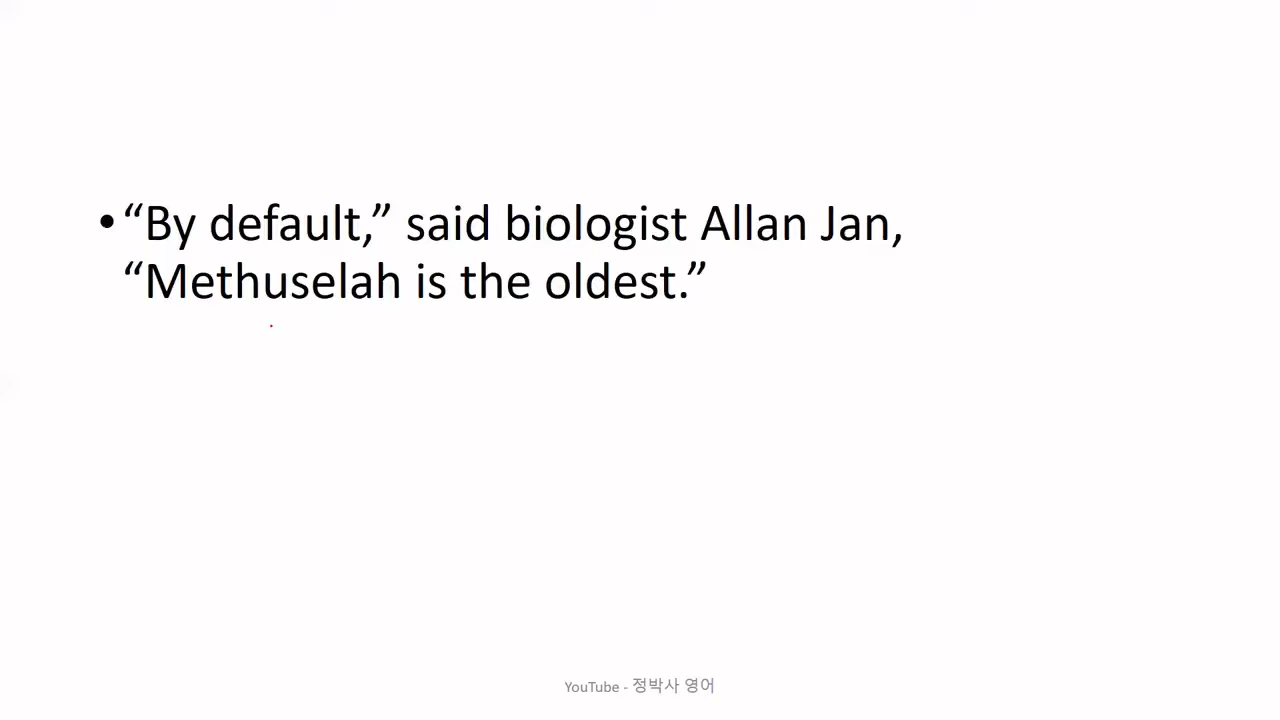 •“By default,” said biologist Allan Jan,
“Methuselah is the oldest.”
YouTube - 정박사 영어